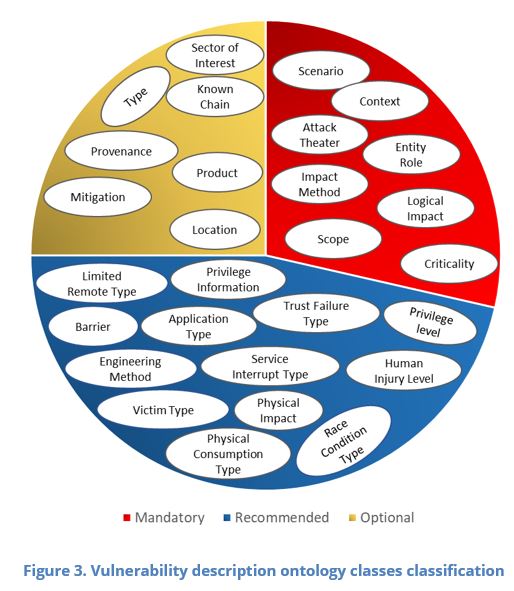 Sector of
Interest
Type
Known
Chain
Provenance
Product
Mitigation
Location
Scenario
Context
Attack
Theater
Entity
Role
Impact
Method
Logical
Impact
Scope
Criticality
Limited
Remote Type
Privilege
Information
Trust Failure
Type
Privilege
level
Barrier
Application
Type
Engineering
Method
Service
Interrupt Type
Human
Injury Level
Victim Type
Physical
Impact
Race
Condition
Type
Physical
Consumption
Type
Mandatory
Recommended
Optional
Figure 3. Vulnerability description ontology classes classification